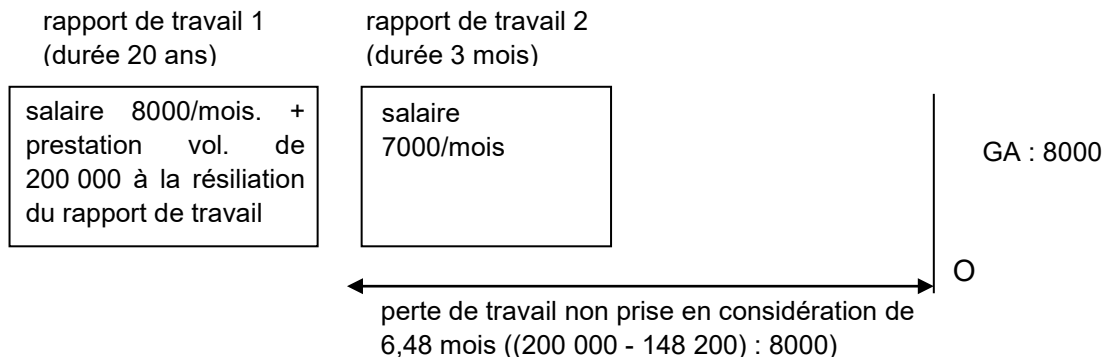 rapport de travail 1
(durée 20 ans)
rapport de travail 2
(durée 3 mois)
salaire 8000/mois. +
prestation vol. de
200 000 à la résiliation
du rapport de travail
salaire
7000/mois
GA : 8000
O
perte de travail non prise en considération de
6,48 mois ((200 000 - 148 200) : 8000)